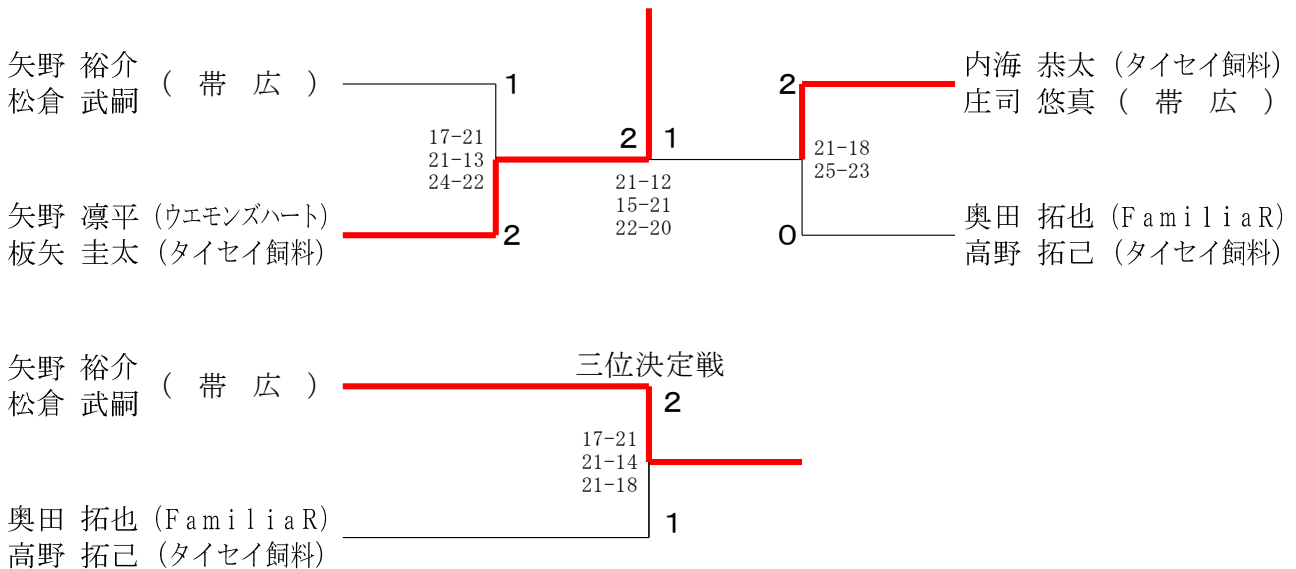 矢野 裕介
松倉 武嗣
( 帯 広 )
1
17-21
21-13
24-22
矢野 凛平 (ウエモンズハート)
板矢 圭太 (タイセイ飼料)
2
2 1
21-12
15-21
22-20
2
内海 恭太 (タイセイ飼料)
庄司 悠真 ( 帯 広 )
21-18
25-23
0
奥田 拓也 (FamiliaR)
高野 拓己 (タイセイ飼料)
三位決定戦
矢野 裕介
松倉 武嗣
( 帯 広 )
2
17-21
21-14
21-18
奥田 拓也 (FamiliaR)
高野 拓己 (タイセイ飼料)
1